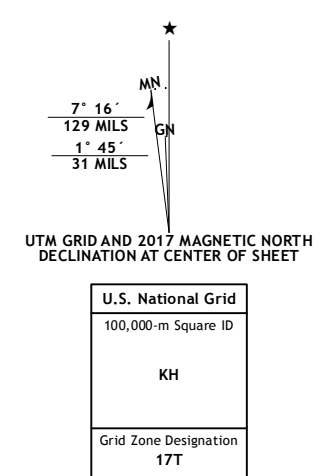 MN
7° 16´
129 MILS
GN
1° 45´
31 MILS
UTM GRID AND 2017 MAGNETIC NORTH
DECLINATION AT CENTER OF SHEET
U.S. National Grid
100,000-m Square ID
KH
Grid Zone Designation
17T